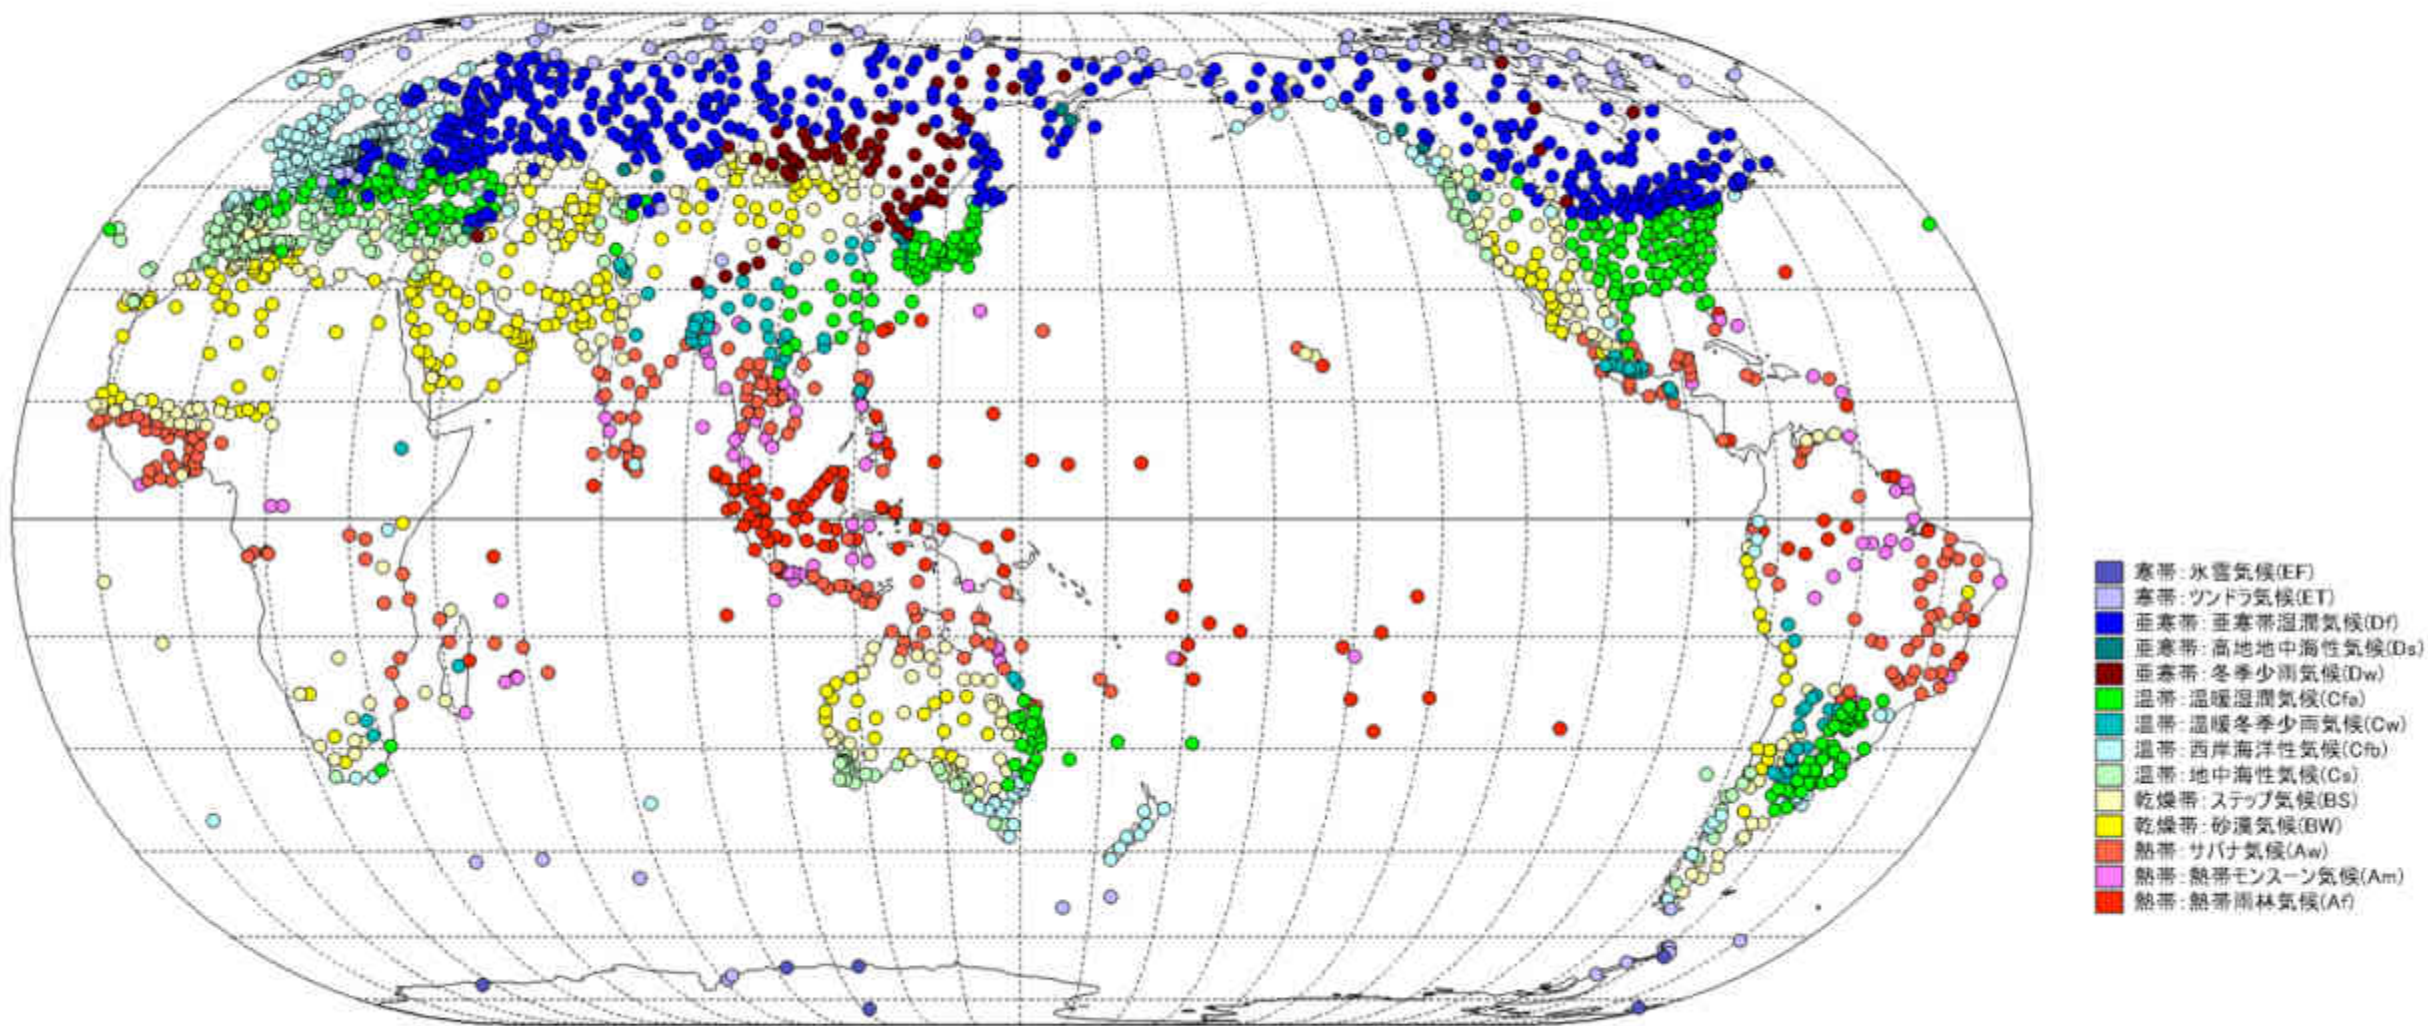 寒帯:氷雪気候(EF)
寒帯:ツンドラ気候(ET)
亜寒帯:亜寒帯湿潤気候(Df)
亜寒帯:高地地中海性気候(Ds)
亜寒帯:冬季少雨気候(Dw)
温帯:温暖湿潤気候(Cfa)
温帯:温暖冬季少雨気候(Cw)
温帯:西岸海洋性気候(Cfb)
温帯:地中海性気候(Cs)
乾燥帯:ステップ気候(BS)
乾燥帯:砂漠気候(BW)
熱帯:サバナ気候(Aw)
熱帯:熱帯モンスーン気候(Am)
熱帯:熱帯雨林気候(Af)